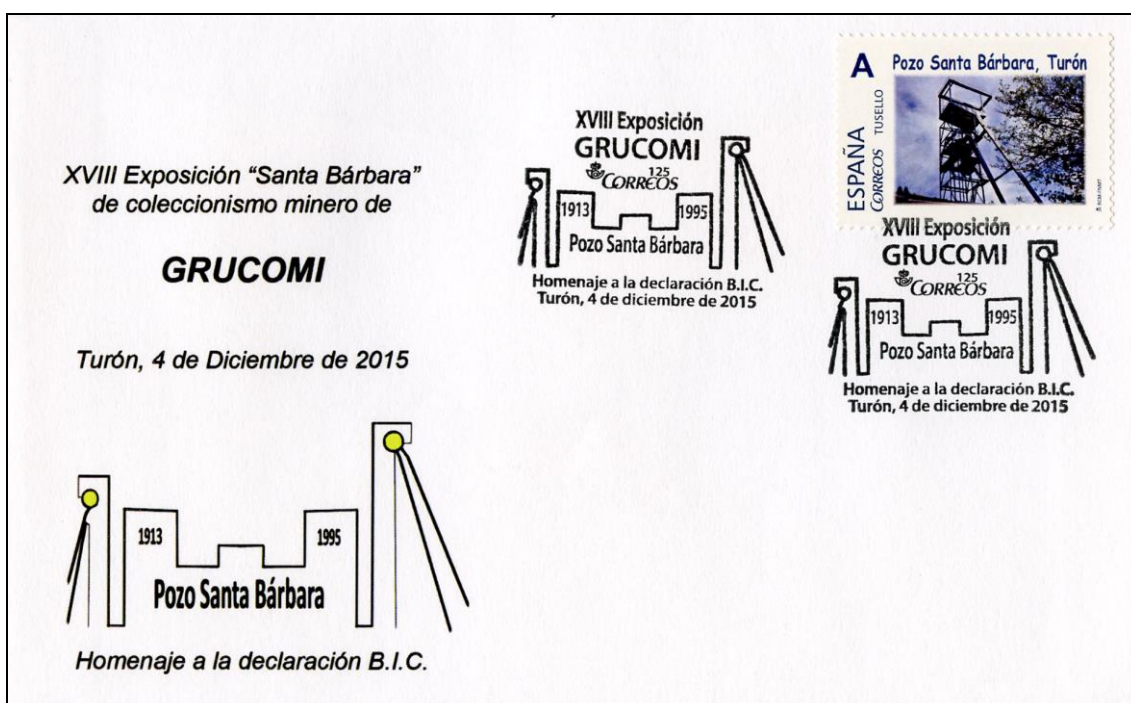 XVIII Exposición “Santa Bárbara”
de coleccionismo minero de
GRUCOMI
Turón, 4 de Diciembre de 2015
1913
1995
Pozo Santa Bárbara
Homenaje a la declaración B.I.C.
XVIII Exposición
GRUCOMI
125
CORREOS
1913
1995
Pozo Santa Bárbara
Homenaje a la declaración B.I.C.
Turón, 4 de diciembre de 2015
A
Pozo Santa Bárbara, Turón
ESPAÑA
CORREOS TUSELLO
XVIII Exposición
GRUCOMI
125
CORREOS
1913
1995
Pozo Santa Bárbara
Homenaje a la declaración B.I.C.
Turón, 4 de diciembre de 2015